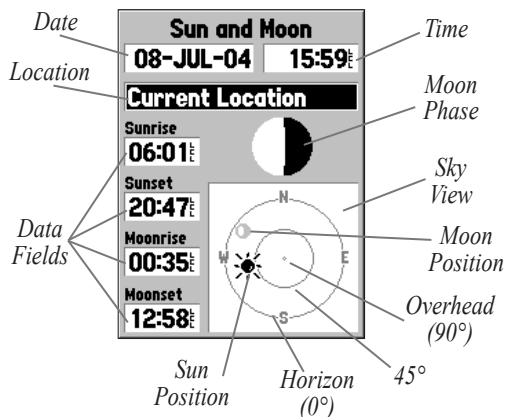 Date
Sun and Moon
Time
08-JUL-04 15:59
Location
Current Location
Moon
Phase
Sunrise
06:01
Sky
View
Sunset
20:47
N
Data
Fields
Moonrise
00:35
W
E
Moon
Position
Moonset
12:58
S
Overhead
(90°)
Sun
Position
Horizon
(0°)
45°